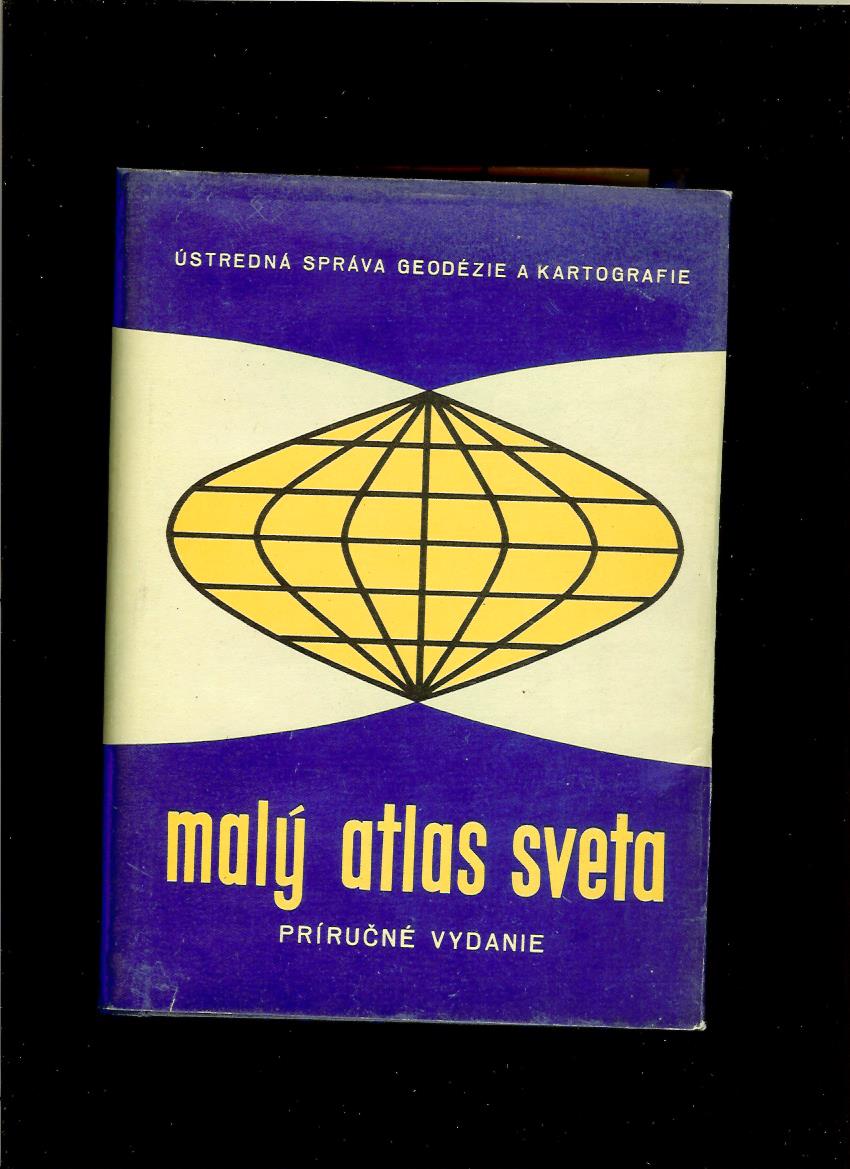 ÚSTREDNÁ SPRÁVA GEODÉZIE A KARTOGRAFIE
malý atlas sveta
PRÍRUČNÉ VYDANIE